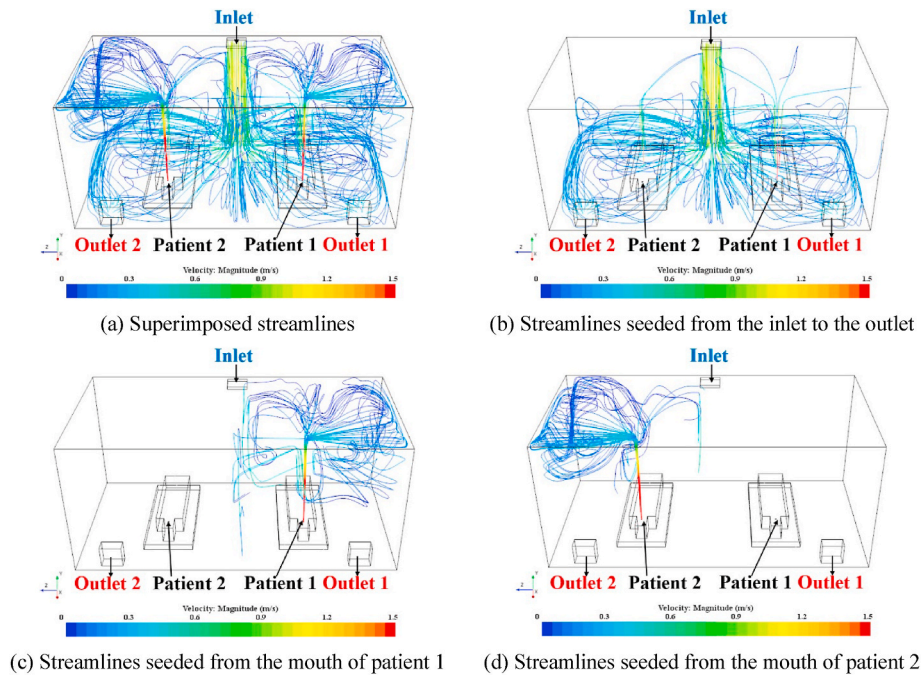 Inlet
Inlet
Outlet 2 Patient 2 Patient 1 Outlet 1
Outlet 2 Patient 2 Patient 1 Outlet 1
Velocity: Magnitude (m/s)
0 0.3 0.6 0.9 1.2 1.5
Velocity: Magnitude (m/s)
0 0.3 0.6 0.9 1.2 1.5
(a) Superimposed streamlines
(b) Streamlines seeded from the inlet to the outlet
Inlet
Inlet
Outlet 2 Patient 2 Patient 1 Outlet 1
Outlet 2 Patient 2 Patient 1 Outlet 1
Velocity: Magnitude (m/s)
0 0.3 0.6 0.9 1.2 1.5
Velocity: Magnitude (m/s)
0 0.3 0.6 0.9 1.2 1.5
(c) Streamlines seeded from the mouth of patient 1
(d) Streamlines seeded from the mouth of patient 2